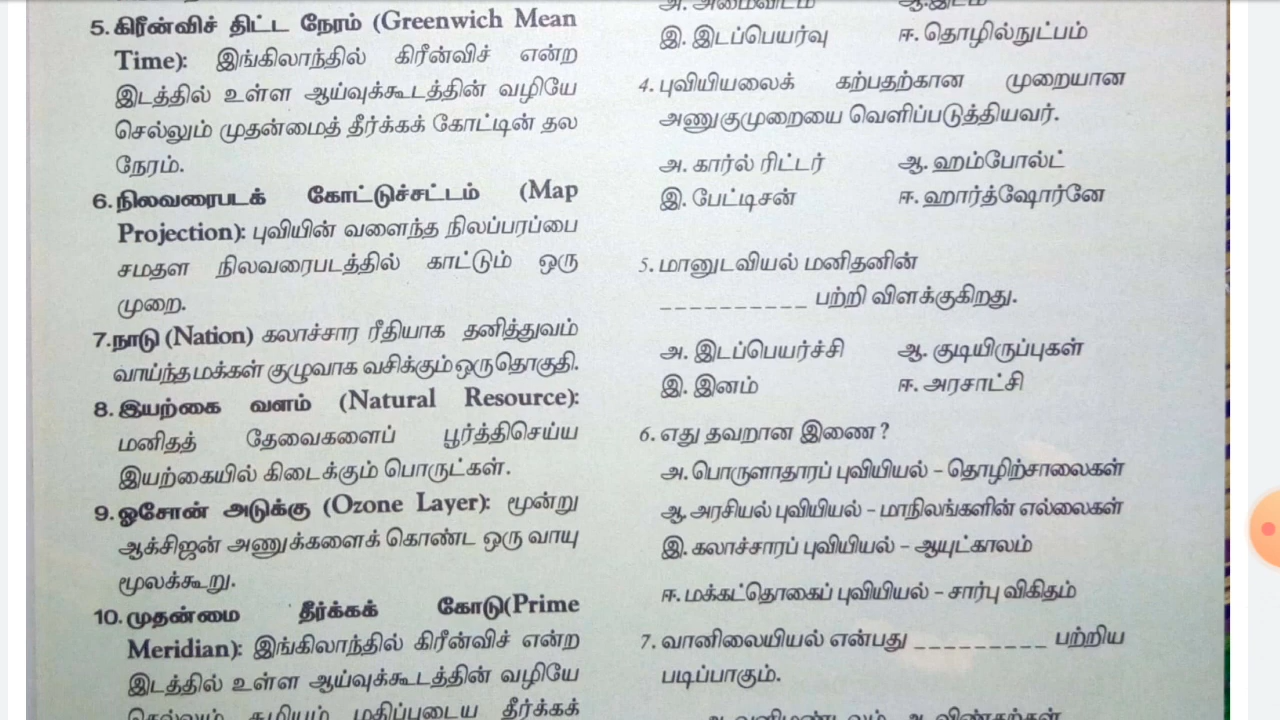 5. கிரீன்விச் திட்ட நேரம் (Greenwich Mean
Time): இங்கிலாந்தில் கிரீன்விச் என்ற
இடத்தில் உள்ள ஆய்வுக்கூடத்தின் வழியே
செல்லும் முதன்மைத் தீர்க்கக் கோட்டின் தல
நேரம்.
6. நிலவரைபடக் கோட்டுச்சட்டம் (Map
Projection): புவியின் வளைந்த நிலப்பரப்பை
சமதள நிலவரைபடத்தில் காட்டும் ஒரு
முறை.
7. நாடு (Nation) கலாச்சார ரீதியாக தனித்துவம்
வாய்ந்த மக்கள் குழுவாக வசிக்கும் ஒரு தொகுதி.
8. இயற்கை வளம் (Natural Resource):
மனிதத் தேவைகளைப் பூர்த்திசெய்ய
இயற்கையில் கிடைக்கும் பொருட்கள்.
9. ஓசோன் அடுக்கு (Ozone Layer): மூன்று
ஆக்சிஜன் அணுக்களைக் கொண்ட ஒரு வாயு
மூலக்கூறு.
10. முதன்மை தீர்க்கக் கோடு(Prime
Meridian): இங்கிலாந்தில் கிரீன்விச் என்ற
இடத்தில் உள்ள ஆய்வுக்கூடத்தின் வழியே
செல்லும் சுழியம் மதிப்புடைய தீர்க்கக்
அ. அமைவிடம் ஆ.இடம்
இ. இடப்பெயர்வு ஈ. தொழில்நுட்பம்
4. புவியியலைக் கற்பதற்கான முறையான
அணுகுமுறையை வெளிப்படுத்தியவர்.
அ. கார்ல் ரிட்டர் ஆ. ஹம்போல்ட்
இ. பேட்டிசன் ஈ. ஹார்த்ஷோர்னே
5. மானுடவியல் மனிதனின்
__________ பற்றி விளக்குகிறது.
அ. இடப்பெயர்ச்சி ஆ. குடியிருப்புகள்
இ. இனம் ஈ. அரசாட்சி
6. எது தவறான இணை?
அ. பொருளாதாரப் புவியியல் – தொழிற்சாலைகள்
ஆ. அரசியல் புவியியல் – மாநிலங்களின் எல்லைகள்
இ. கலாச்சாரப் புவியியல் – ஆயுட்காலம்
ஈ. மக்கட்தொகைப் புவியியல் – சார்பு விகிதம்
7. வானிலையியல் என்பது _________ பற்றிய
படிப்பாகும்.